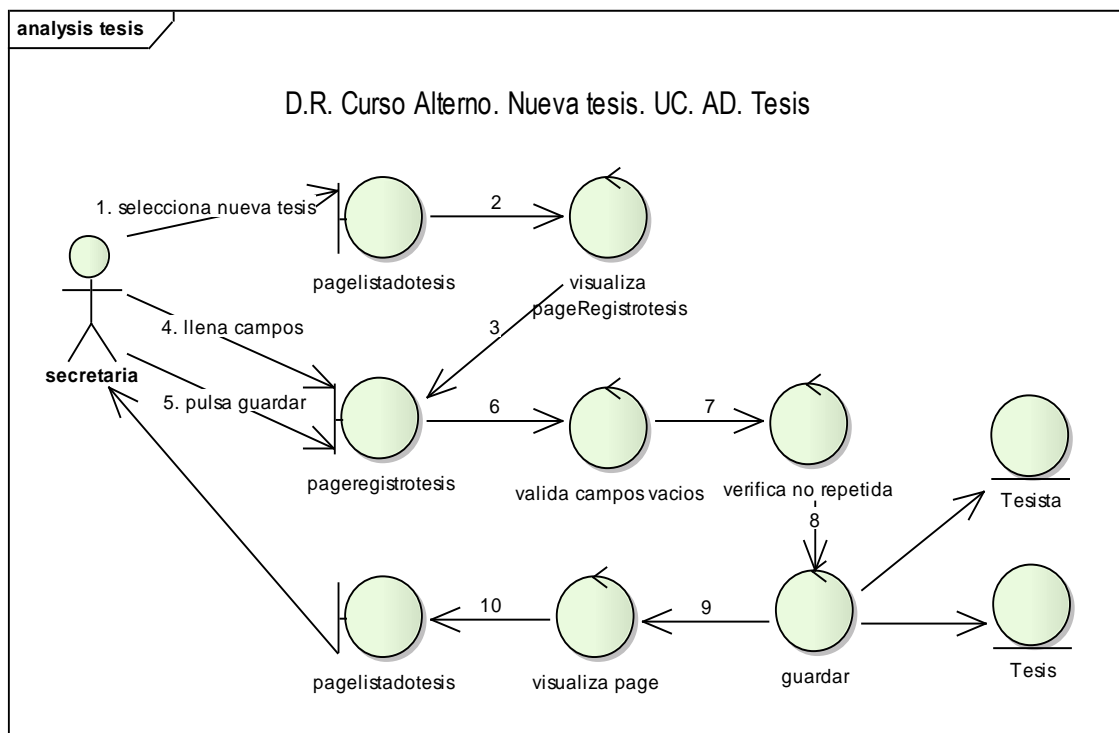 analysis tesis
D.R. Curso Alterno. Nueva tesis. UC. AD. Tesis
1. selecciona nueva tesis
2
pagelistadotesis
visualiza
pageRegistrotesis
3
4. llena campos
secretaria
5. pulsa guardar
6
7
pageregistrotesis
valida campos vacios
verifica no repetida
Tesista
8
10
9
pagelistadotesis
visualiza page
guardar
Tesis